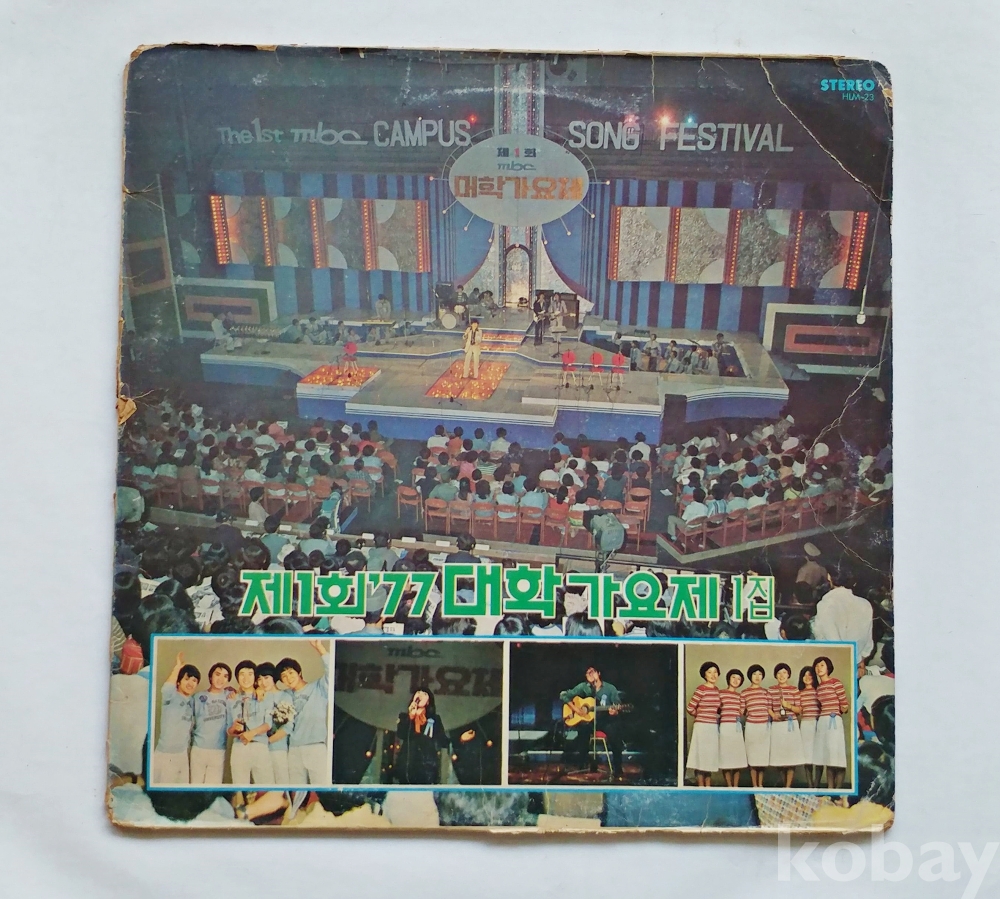 STEREO
HLM-23
The 1st mbc CAMPUS SONG FESTIVAL
제1회
mbc
대학가요제
제1회 '77 대학가요제 1집
mbc
대학가요제
kobay